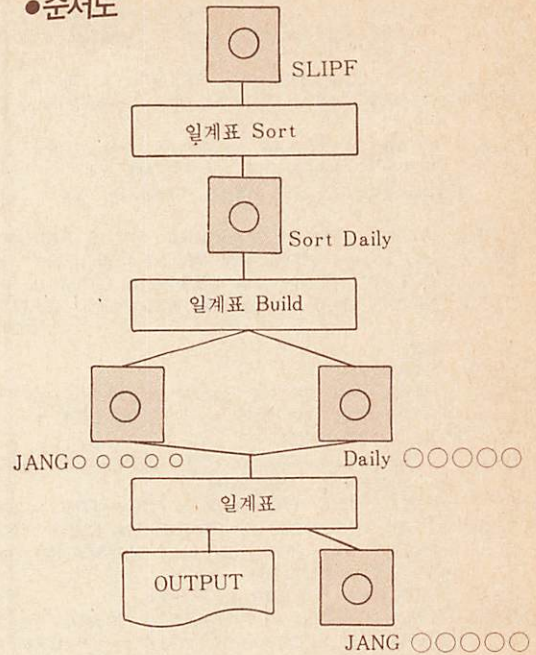 ●순서도
SLIPF
일계표 Sort
Sort Daily
일계표 Build
JANG○○○○○
Daily ○○○○○
일계표
OUTPUT
JANG ○○○○○